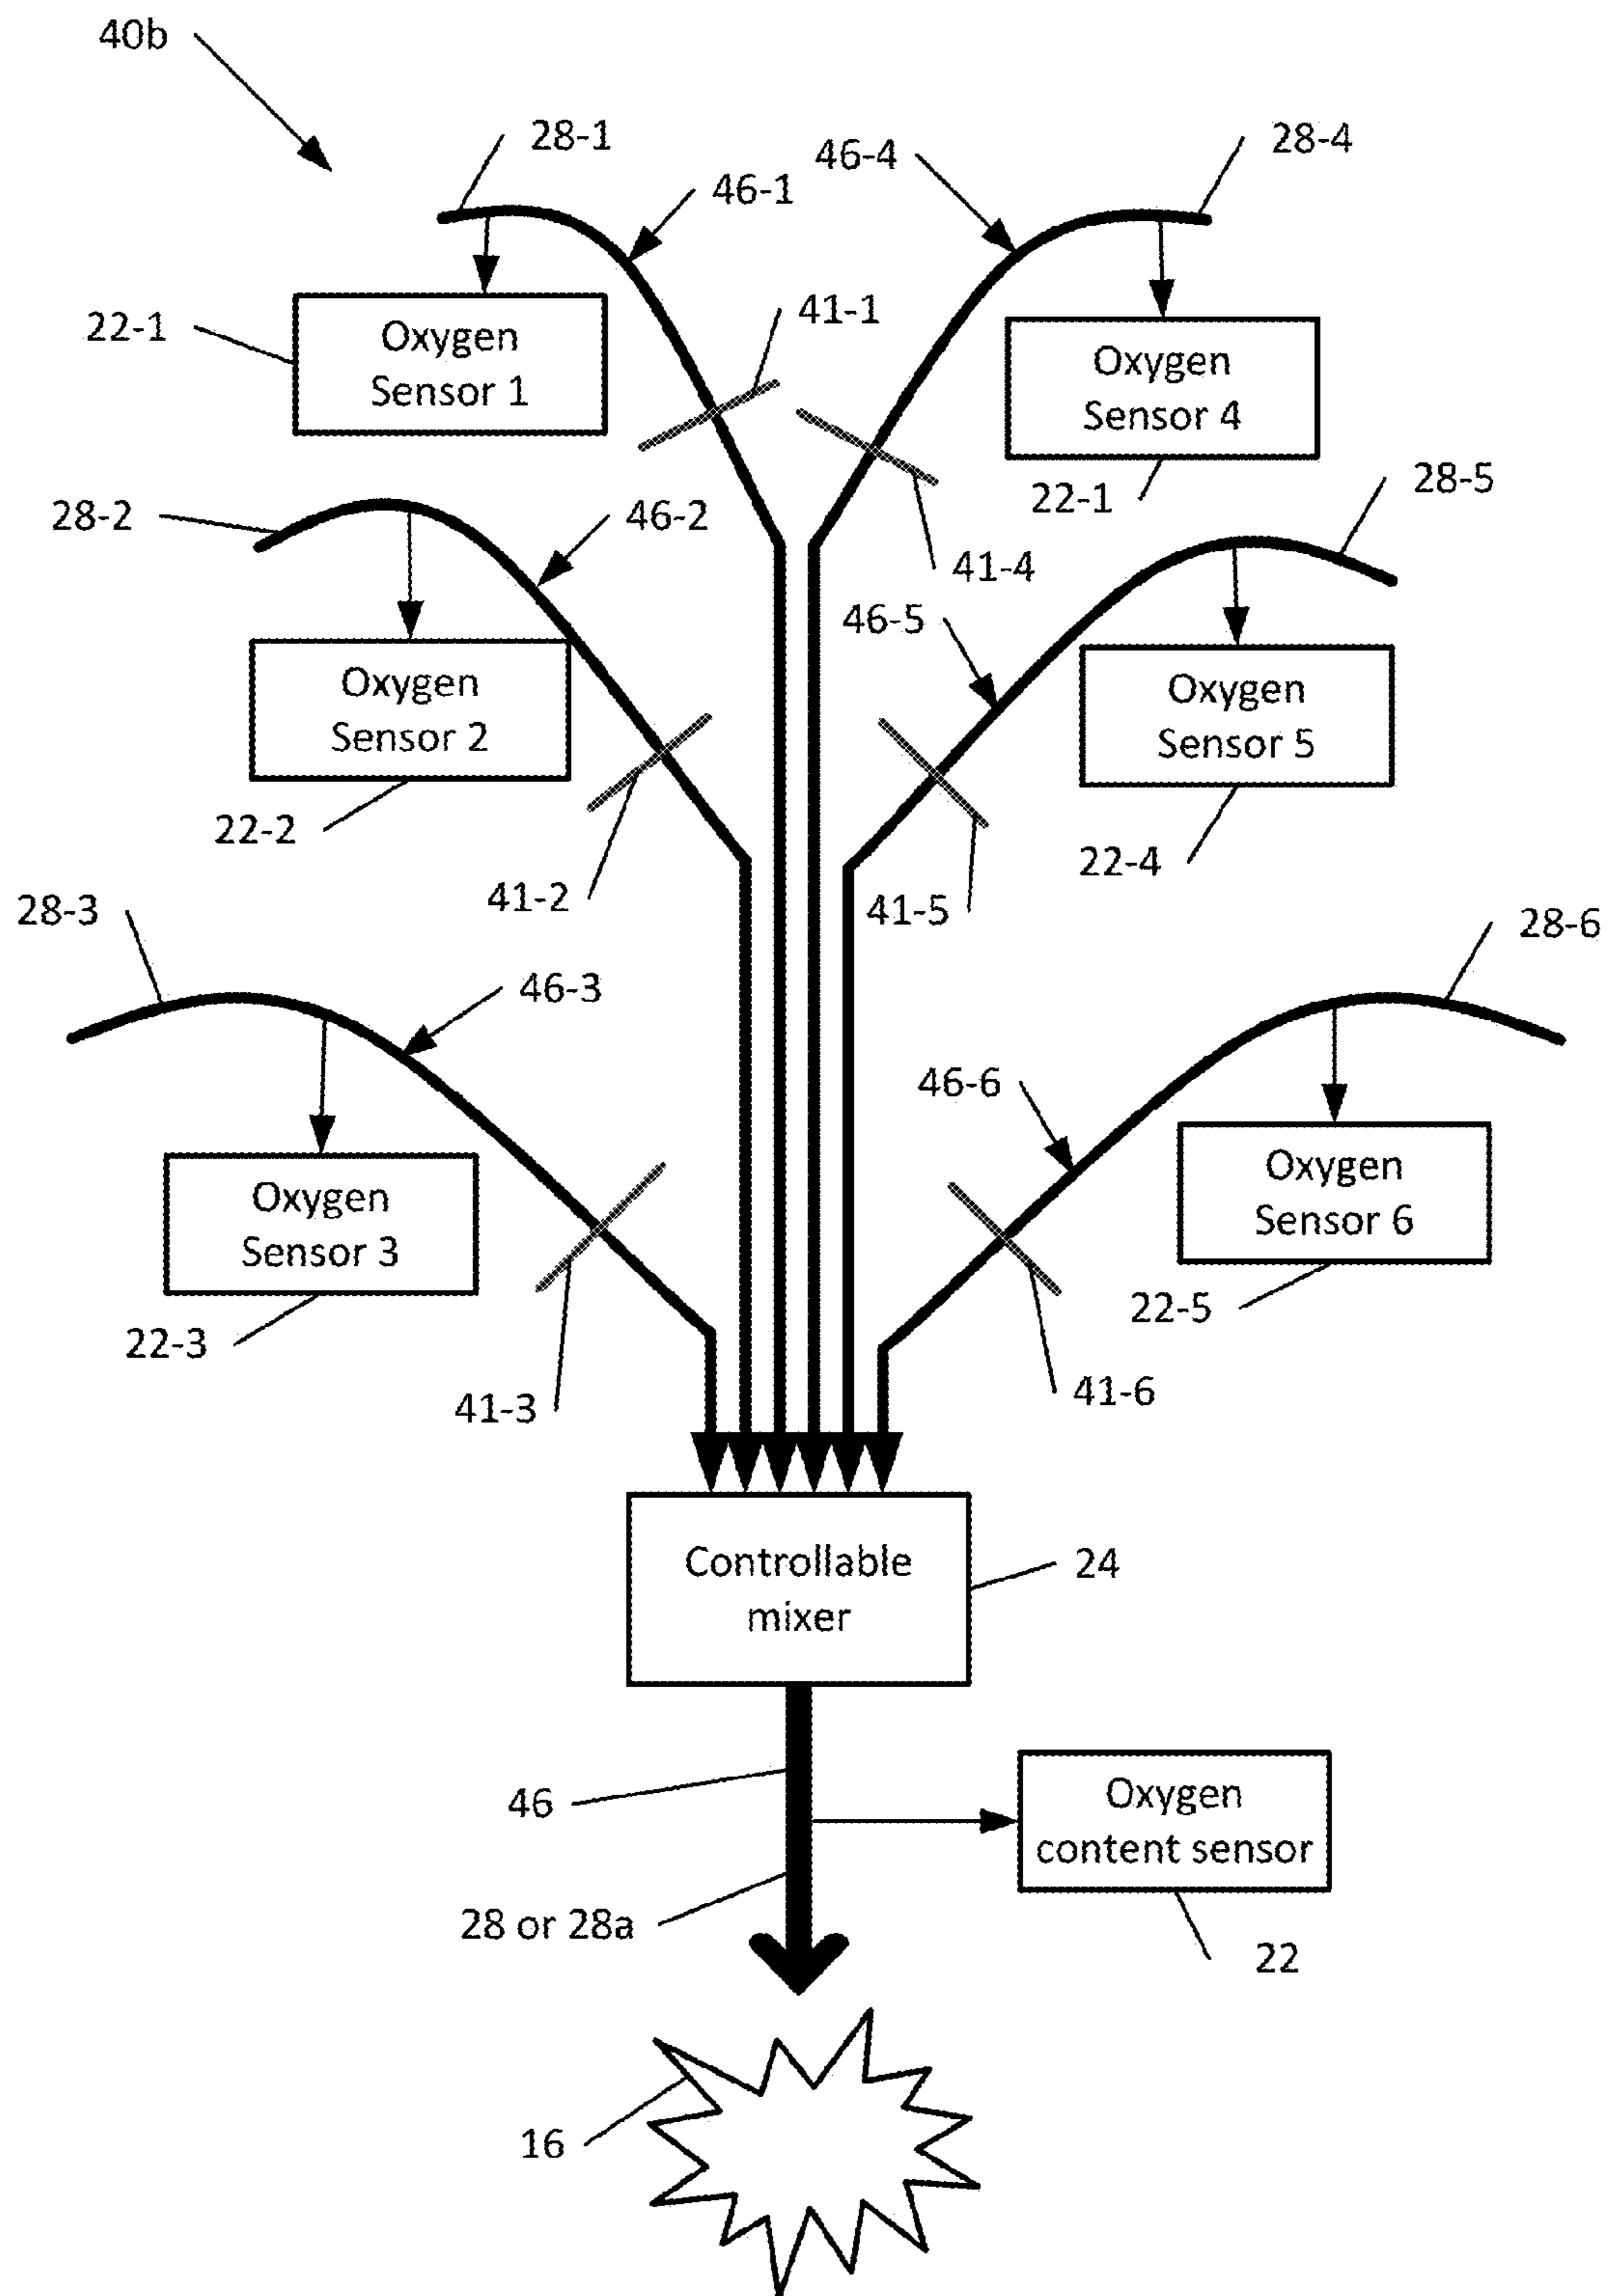 40b
28-1
46-4
28-4
46-1
22-1
Oxygen
Sensor 1
41-1
Oxygen
Sensor 4
22-1
28-2
46-2
41-4
28-5
46-5
Oxygen
Sensor 2
Oxygen
Sensor 5
22-2
41-2
22-4
41-5
28-3
46-3
28-6
46-6
Oxygen
Sensor 3
Oxygen
Sensor 6
22-3
41-3
22-5
41-6
Controllable
mixer
24
46
Oxygen
content sensor
28 or 28a
22
16